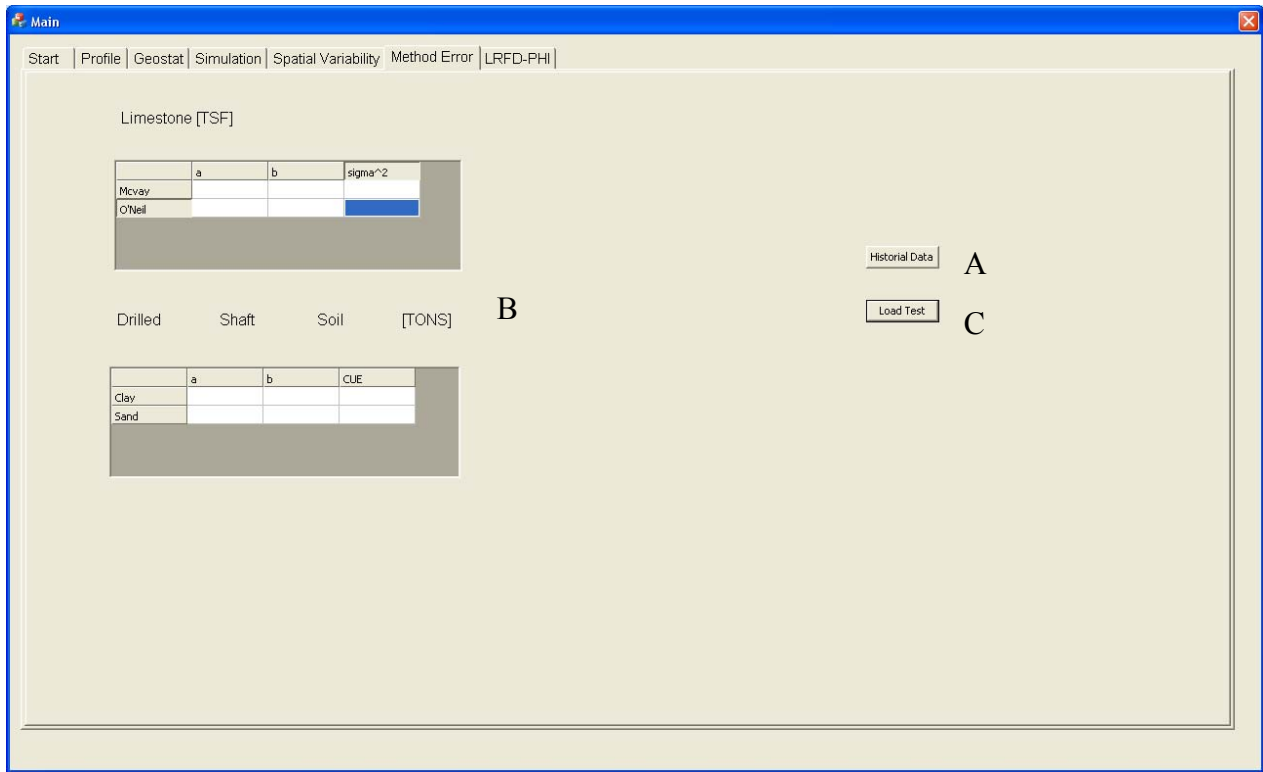 Main
Start Profile Geostat Simulation Spatial Variability Method Error LRFD-PHI
Limestone [TSF]
a b sigma^2
Mcvay
O'Neil
Historial Data A
Load Test C
B
Drilled Shaft Soil [TONS]
a b CUE
Clay
Sand